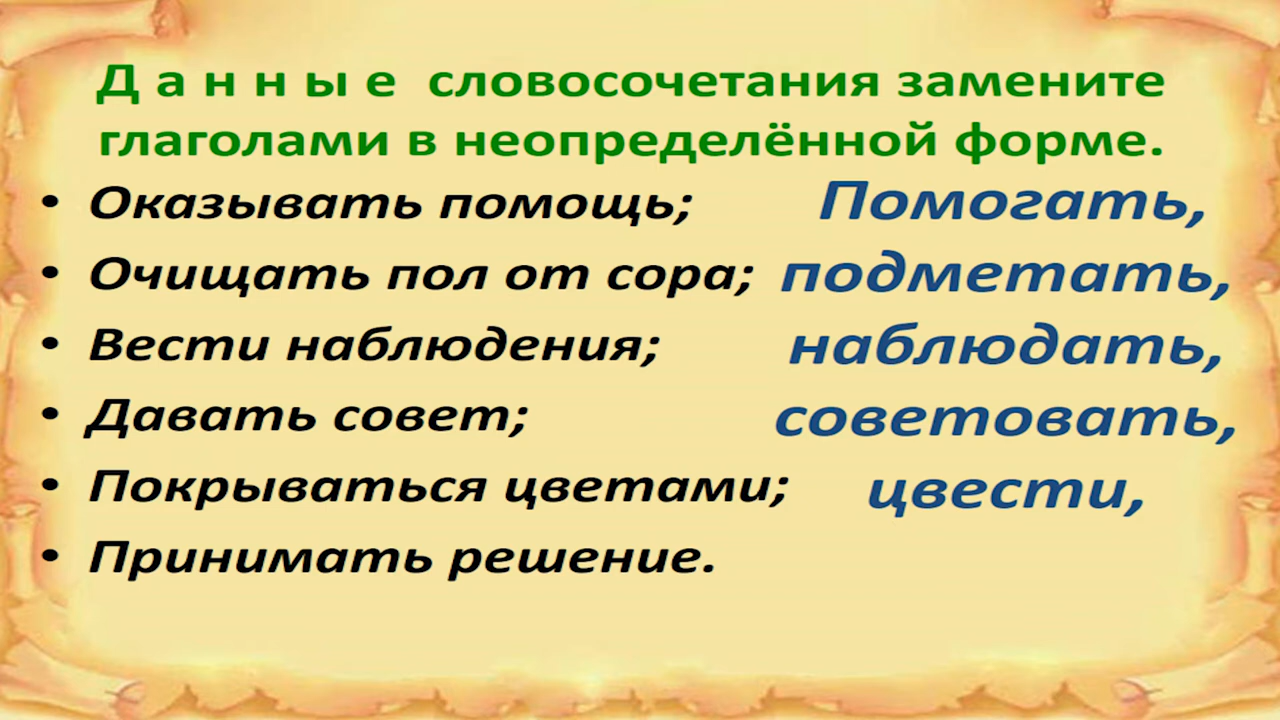 Д а н н ы е словосочетания замените
глаголами в неопределённой форме.
• Оказывать помощь; Помогать,
• Очищать пол от сора; подметать,
• Вести наблюдения; наблюдать,
• Давать совет; советовать,
• Покрываться цветами; цвести,
• Принимать решение.